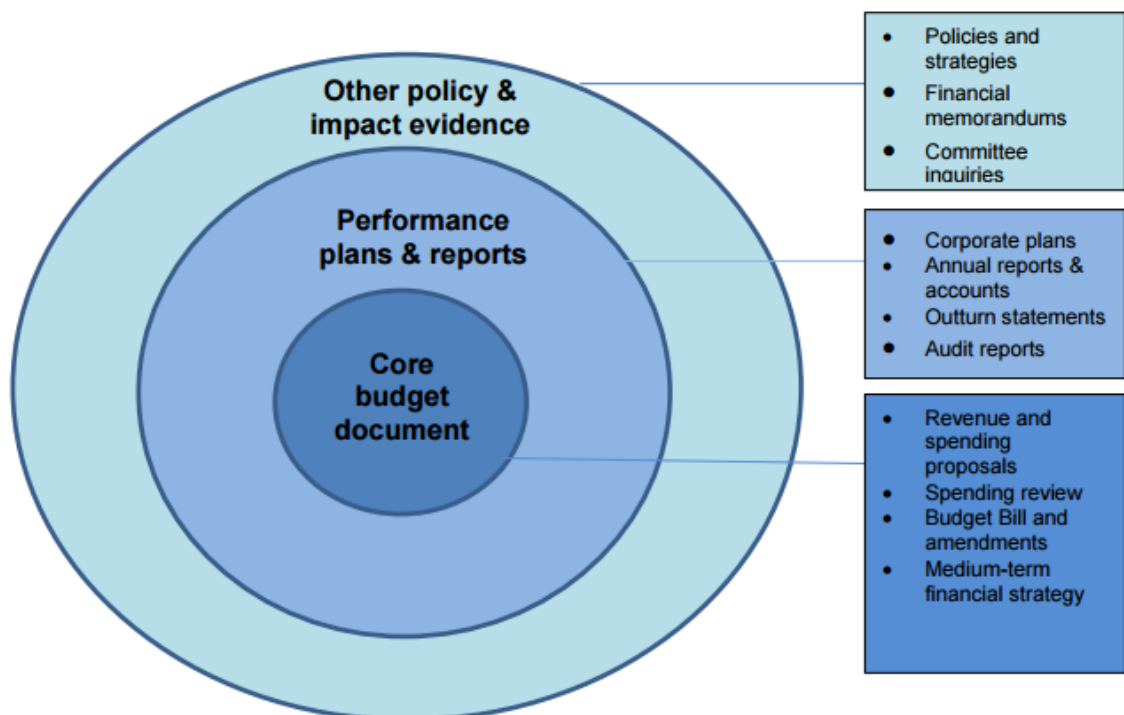 Other policy &
impact evidence
Performance
plans & reports
Core
budget
document
• Policies and
strategies
• Financial
memorandums
• Committee
inquiries
• Corporate plans
• Annual reports &
accounts
• Outturn statements
• Audit reports
• Revenue and
spending
proposals
• Spending review
• Budget Bill and
amendments
• Medium-term
financial strategy